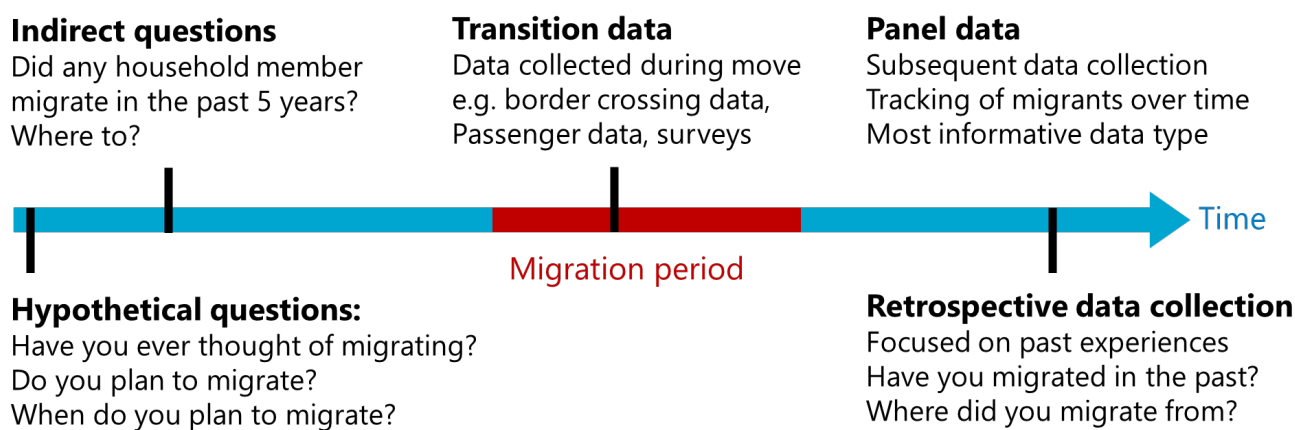 Indirect questions
Did any household member
migrate in the past 5 years?
Where to?
Transition data
Data collected during move
e.g. border crossing data,
Passenger data, surveys
Panel data
Subsequent data collection
Tracking of migrants over time
Most informative data type
Time
Migration period
Hypothetical questions:
Have you ever thought of migrating?
Do you plan to migrate?
When do you plan to migrate?
Retrospective data collection
Focused on past experiences
Have you migrated in the past?
Where did you migrate from?